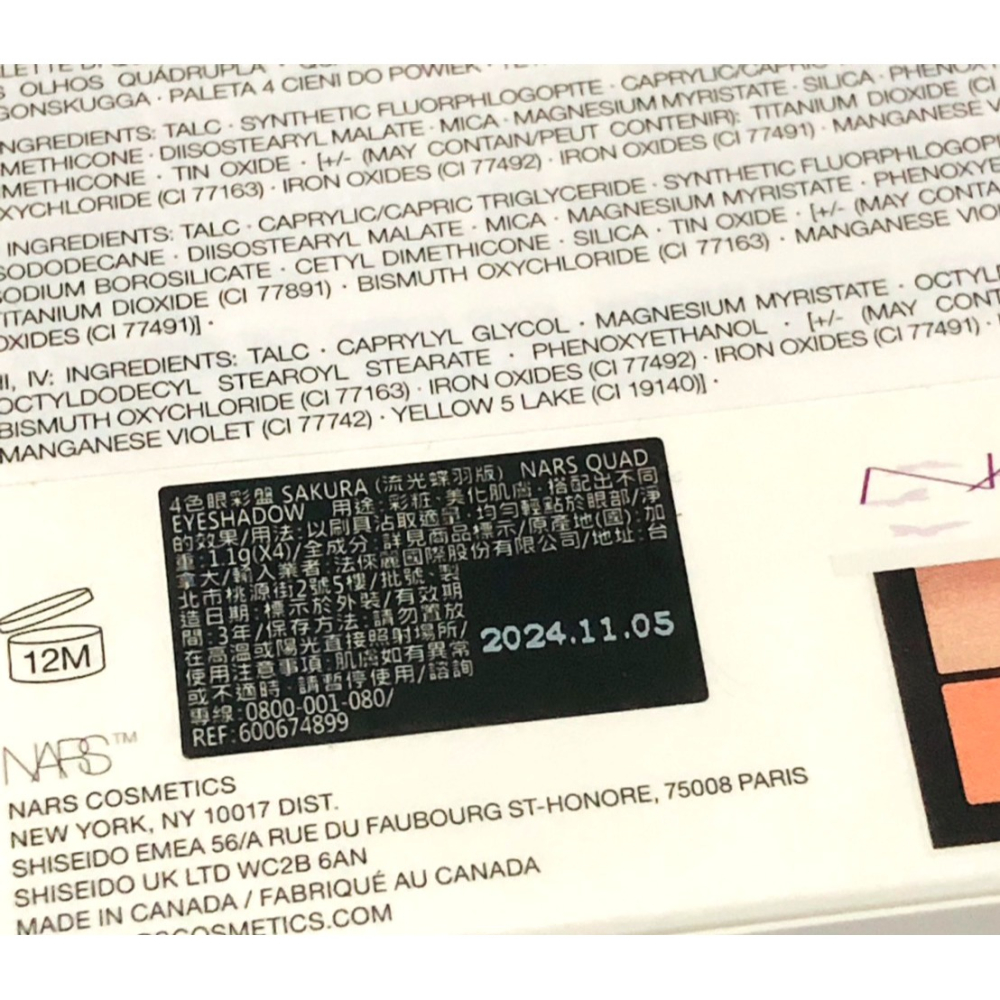 OLHOS QUÁDRUPLA ·
GONSKUGGA · PALETA 4 CIENI DO POWIEK ·
NGREDIENTS: TALC · SYNTHETIC FLUORPHLOGOPITE · CAPRYLIC/CAPRIC
METHICONE · DIISOSTEARYL MALATE · MICA · MAGNESIUM MYRISTATE · SILICA · PHENOX
METHICONE · TIN OXIDE · [+/- (MAY CONTAIN/PEUT CONTENIR): TITANIUM DIOXIDE (CI
XYCHLORIDE (CI 77163) · IRON OXIDES (CI 77492) · IRON OXIDES (CI 77491) · MANGANESE V
INGREDIENTS: TALC · CAPRYLIC/CAPRIC TRIGLYCERIDE · SYNTHETIC FLUORPHLOGOPI
SODODECANE · DIISOSTEARYL MALATE · MICA · MAGNESIUM MYRISTATE · PHENOXYE
ODIUM BOROSILICATE · CETYL DIMETHICONE · SILICA · TIN OXIDE · [+/- (MAY CONTA
TITANIUM DIOXIDE (CI 77891) · BISMUTH OXYCHLORIDE (CI 77163) · MANGANESE VIO
OXIDES (CI 77491)] ·
III, IV: INGREDIENTS: TALC · CAPRYLYL GLYCOL · MAGNESIUM MYRISTATE · OCTYLD
OCTYLDODECYL STEAROYL STEARATE · PHENOXYETHANOL · [+/- (MAY CONT
BISMUTH OXYCHLORIDE (CI 77163) · IRON OXIDES (CI 77492) · IRON OXIDES (CI 77491) ·
MANGANESE VIOLET (CI 77742) · YELLOW 5 LAKE (CI 19140)] ·
4色眼彩盤 SAKURA (流光蝶羽版) NARS QUAD
EYESHADOW 用途:彩粧,美化肌膚,搭配出不同
的效果/用法:以刷具沾取適量,均勻輕點於眼部/淨
重:1.1g(X4)/全成分:詳見商品標示/原產地(國):加
拿大/輸入業者:法倈麗國際股份有限公司/地址:台
北市桃源街2號5樓/批號、製
造日期:標示於外裝/有效期
間:3年/保存方法:請勿置放
在高溫或陽光直接照射場所/
使用注意事項:肌膚如有異常
或不適時,請暫停使用/諮詢
專線:0800-001-080/
REF:600674899
2024.11.05
12M
NARS™
NARS COSMETICS
NEW YORK, NY 10017 DIST.
SHISEIDO EMEA 56/A RUE DU FAUBOURG ST-HONORE, 75008 PARIS
SHISEIDO UK LTD WC2B 6AN
MADE IN CANADA / FABRIQUÉ AU CANADA
COSMETICS.COM